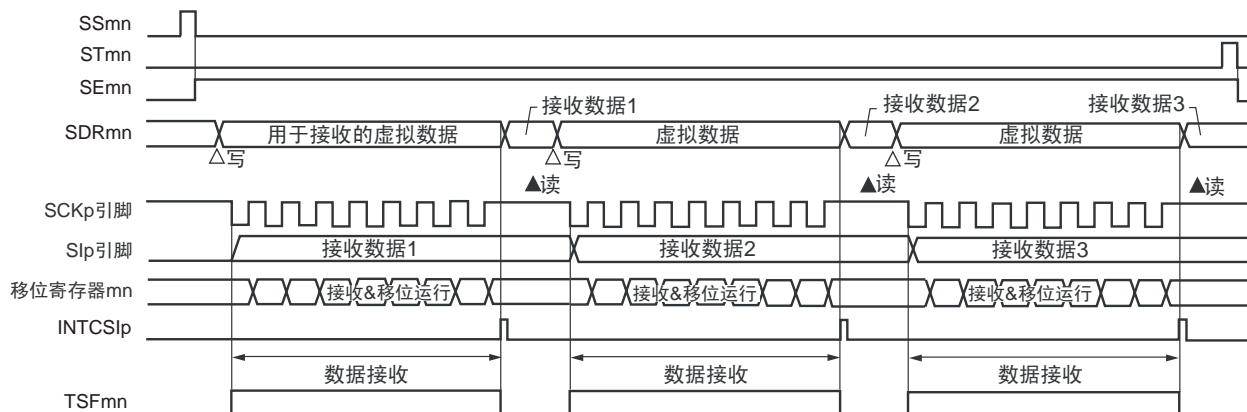 SSmn
STmn
SEmn
接收数据1 接收数据2 接收数据3
SDRmn 用于接收的虚拟数据 虚拟数据 虚拟数据
△写 △写 △写
▲读 ▲读 ▲读
SCKp引脚
SIp引脚 接收数据1 接收数据2 接收数据3
移位寄存器mn 接收&移位运行 接收&移位运行 接收&移位运行
INTCSIp
数据接收 数据接收 数据接收
TSFmn